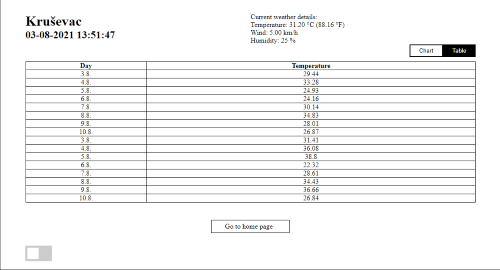 Kruševac
03-08-2021 13:51:47
Current weather details:
Temperature: 31.20 °C (88.16 °F)
Wind: 5.00 km/h
Humidity: 25 %
Chart Table
Day Temperature
3.8. 29.44
4.8. 33.28
5.8. 24.93
6.8. 24.16
7.8. 30.14
8.8. 34.83
9.8. 28.01
10.8. 26.87
3.8. 31.41
4.8. 36.08
5.8. 38.8
6.8. 22.32
7.8. 28.61
8.8. 34.43
9.8. 36.66
10.8. 26.84
Go to home page